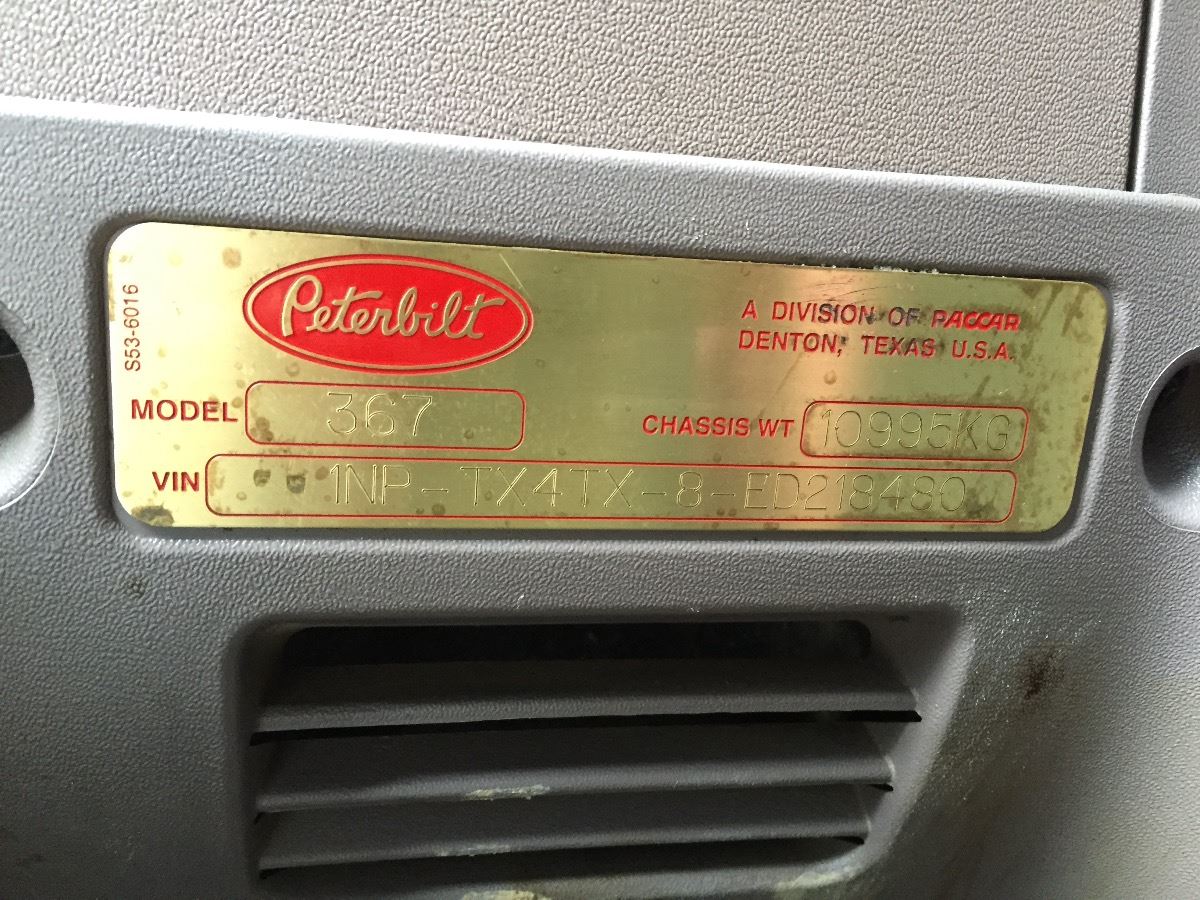 S53-6016
Peterbilt
A DIVISION OF PACCAR
DENTON, TEXAS U.S.A.
MODEL 367
CHASSIS WT 10995KG
VIN 1NP-TX4TX-8-ED218480